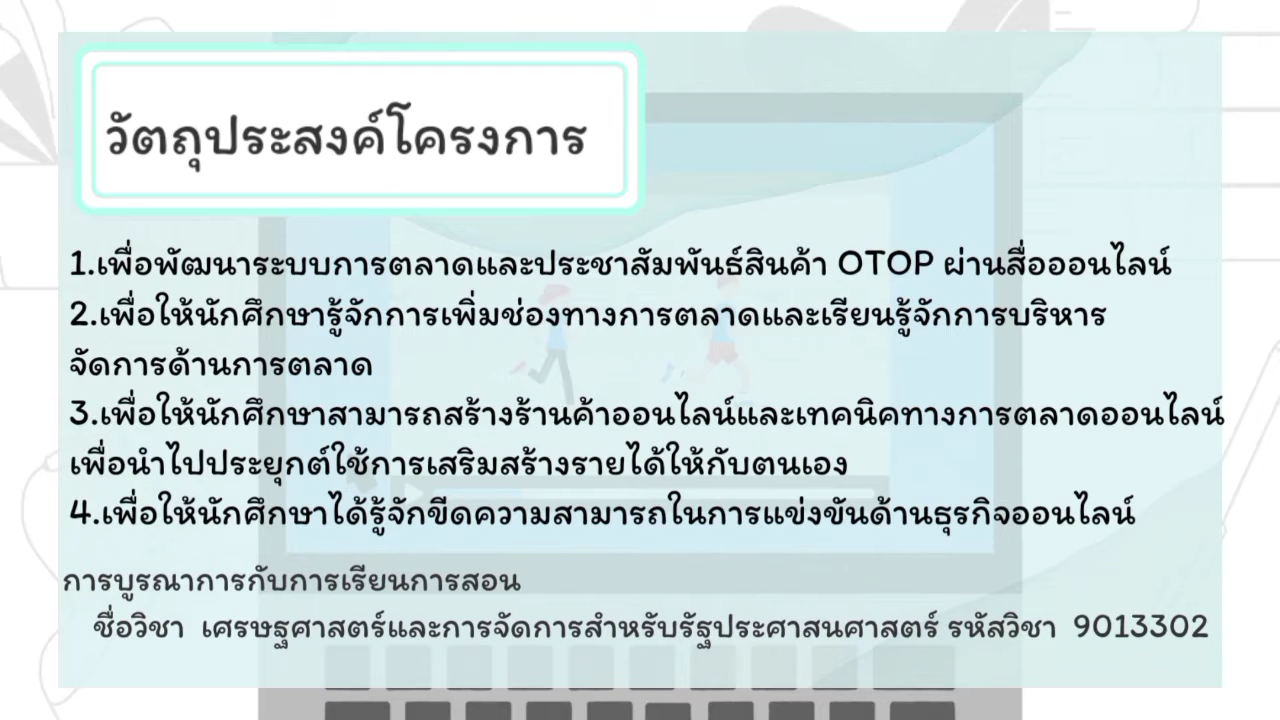 วัตถุประสงค์โครงการ
1.เพื่อพัฒนาระบบการตลาดและประชาสัมพันธ์สินค้า OTOP ผ่านสื่อออนไลน์
2.เพื่อให้นักศึกษารู้จักการเพิ่มช่องทางการตลาดและเรียนรู้จักการบริหาร
จัดการด้านการตลาด
3.เพื่อให้นักศึกษาสามารถสร้างร้านค้าออนไลน์และเทคนิคทางการตลาดออนไลน์
เพื่อนำไปประยุกต์ใช้การเสริมสร้างรายได้ให้กับตนเอง
4.เพื่อให้นักศึกษาได้รู้จักขีดความสามารถในการแข่งขันด้านธุรกิจออนไลน์
การบูรณาการกับการเรียนการสอน
ชื่อวิชา เศรษฐศาสตร์และการจัดการสำหรับรัฐประศาสนศาสตร์ รหัสวิชา 9013302